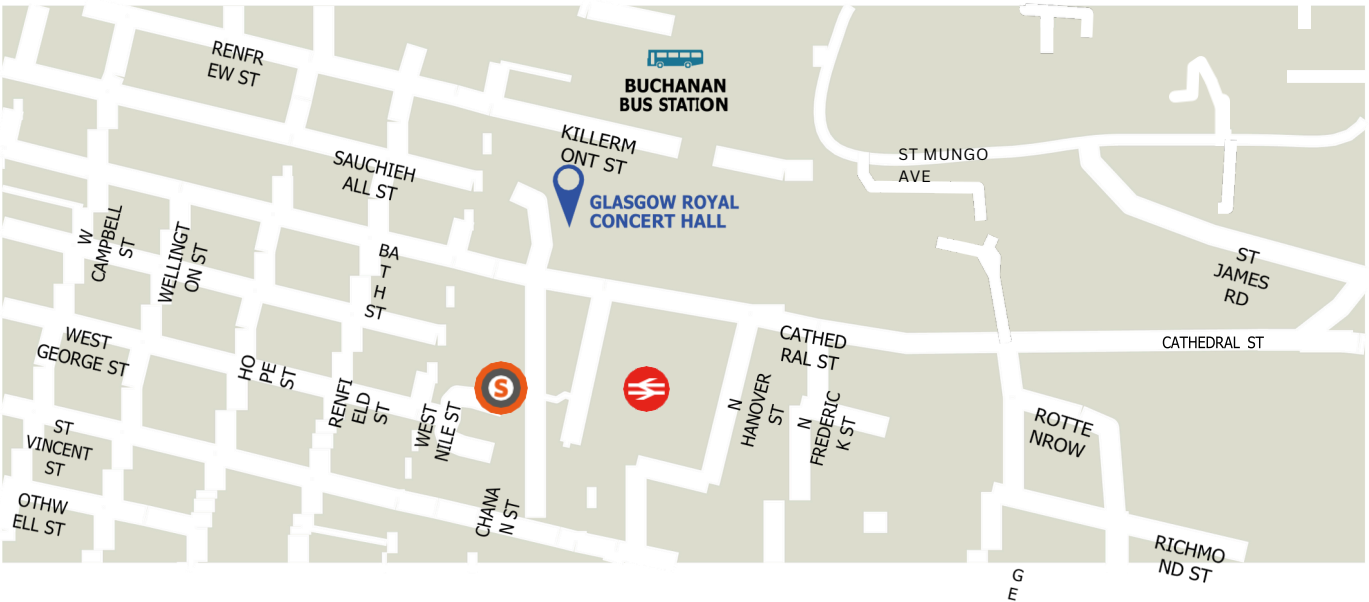 RENFR
EW ST
BUCHANAN
BUS STATION
KILLERM
ONT ST
SAUCHIEH
ALL ST
ST MUNGO
AVE
GLASGOW ROYAL
CONCERT HALL
W
CAMPBELL
ST
WELLINGT
ON ST
BA
T
H
ST
ST
JAMES
RD
WEST
GEORGE ST
HO
PE
ST
RENFI
ELD
ST
WEST
NILE ST
S
CATHED
RAL ST
CATHEDRAL ST
N
HANOVER
ST
N
FREDERIC
K ST
ROTTE
NROW
ST
VINCENT
ST
OTHW
ELL ST
CHANA
N ST
RICHMO
ND ST
G
E